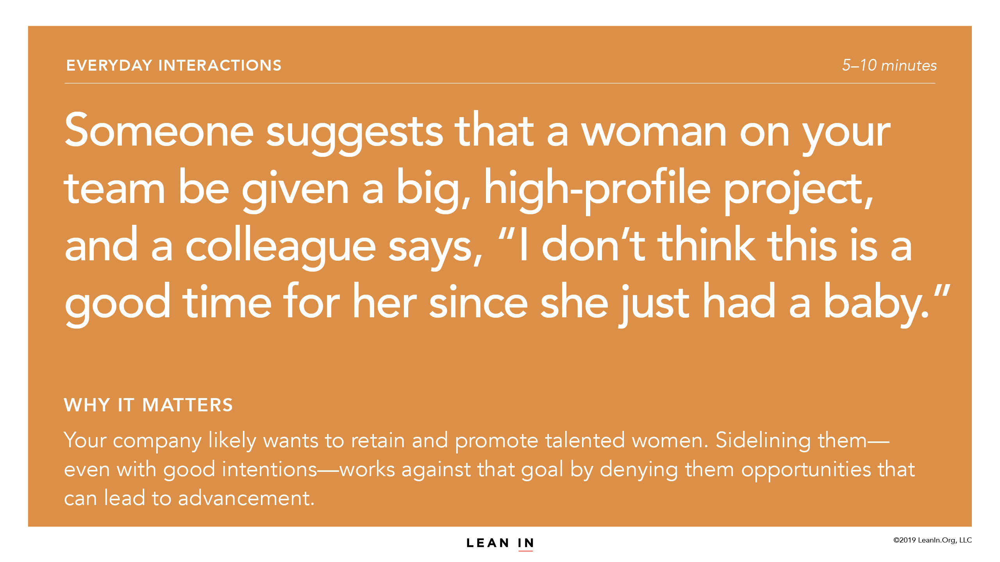 EVERYDAY INTERACTIONS
5–10 minutes
Someone suggests that a woman on your
team be given a big, high-profile project,
and a colleague says, “I don’t think this is a
good time for her since she just had a baby.”
WHY IT MATTERS
Your company likely wants to retain and promote talented women. Sidelining them—
even with good intentions—works against that goal by denying them opportunities that
can lead to advancement.
LEAN IN
©2019 LeanIn.Org, LLC